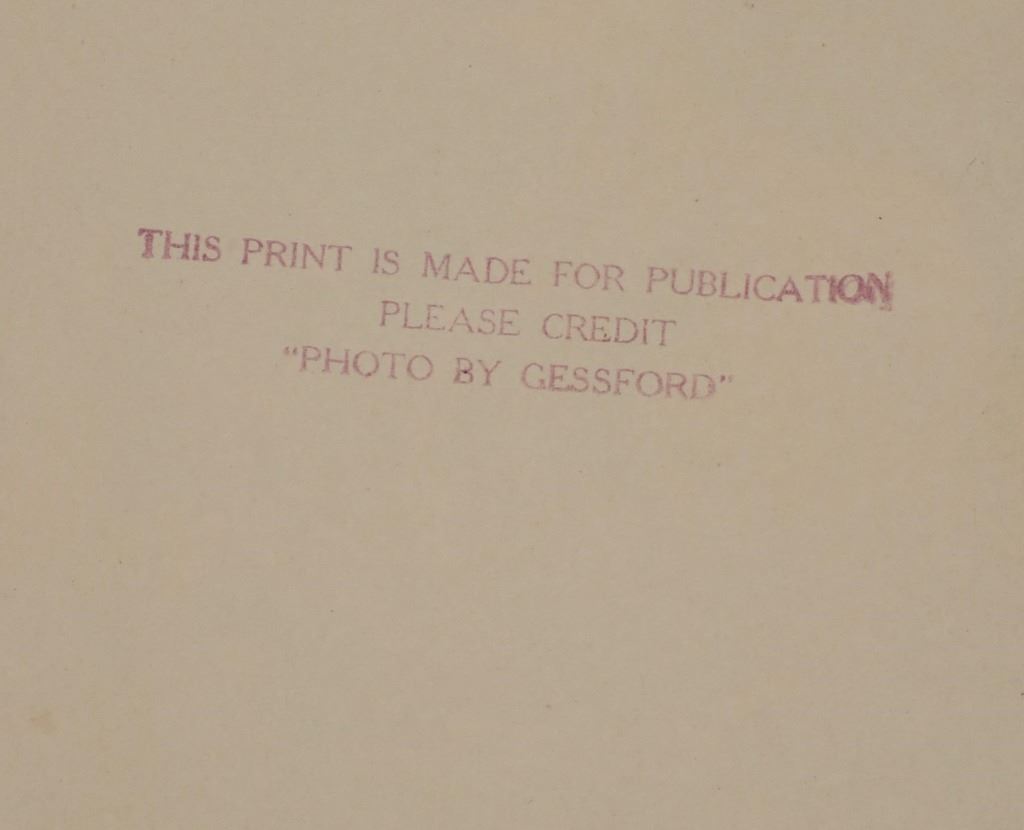 THIS PRINT IS MADE FOR PUBLICATION
PLEASE CREDIT
“PHOTO BY GESSFORD”